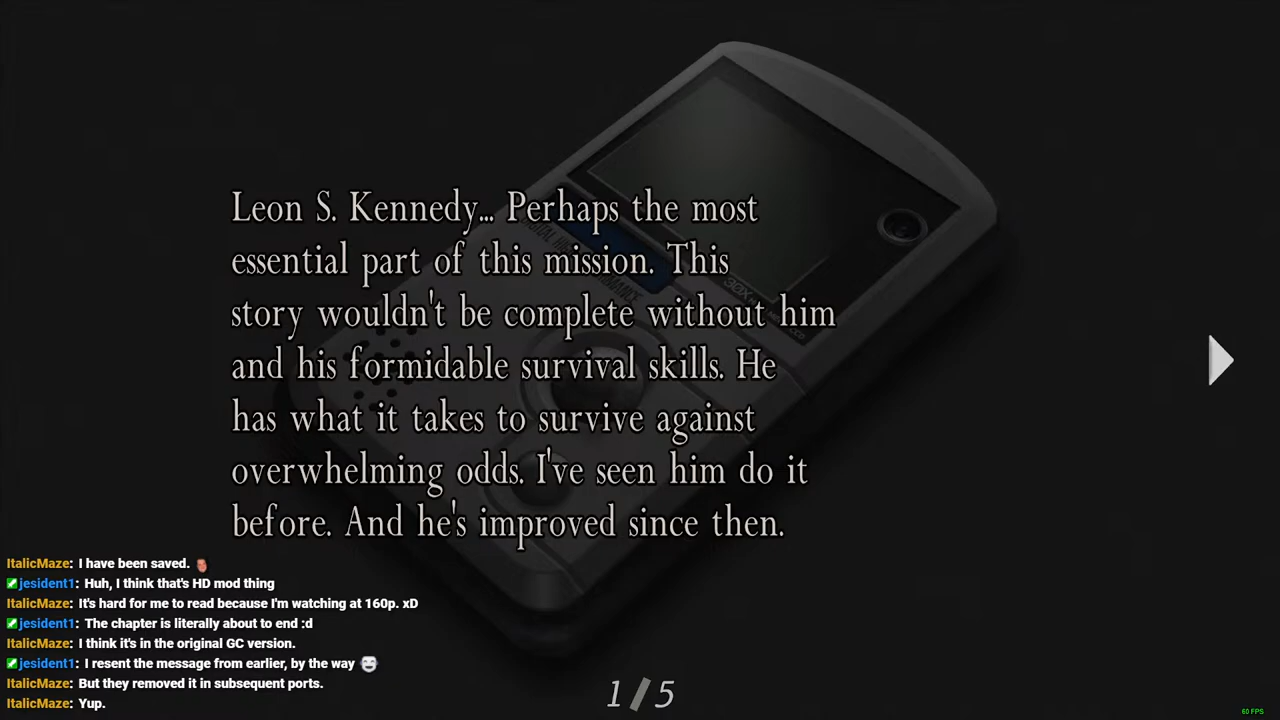 Leon S. Kennedy... Perhaps the most
essential part of this mission. This
story wouldn't be complete without him
and his formidable survival skills. He
has what it takes to survive against
overwhelming odds. I've seen him do it
before. And he's improved since then.
ItalicMaze: I have been saved.
jesident1: Huh, I think that's HD mod thing
ItalicMaze: It's hard for me to read because I'm watching at 160p. xD
jesident1: The chapter is literally about to end :d
ItalicMaze: I think it's in the original GC version.
jesident1: I resent the message from earlier, by the way
ItalicMaze: But they removed it in subsequent ports.
ItalicMaze: Yup.
1/5
60 FPS